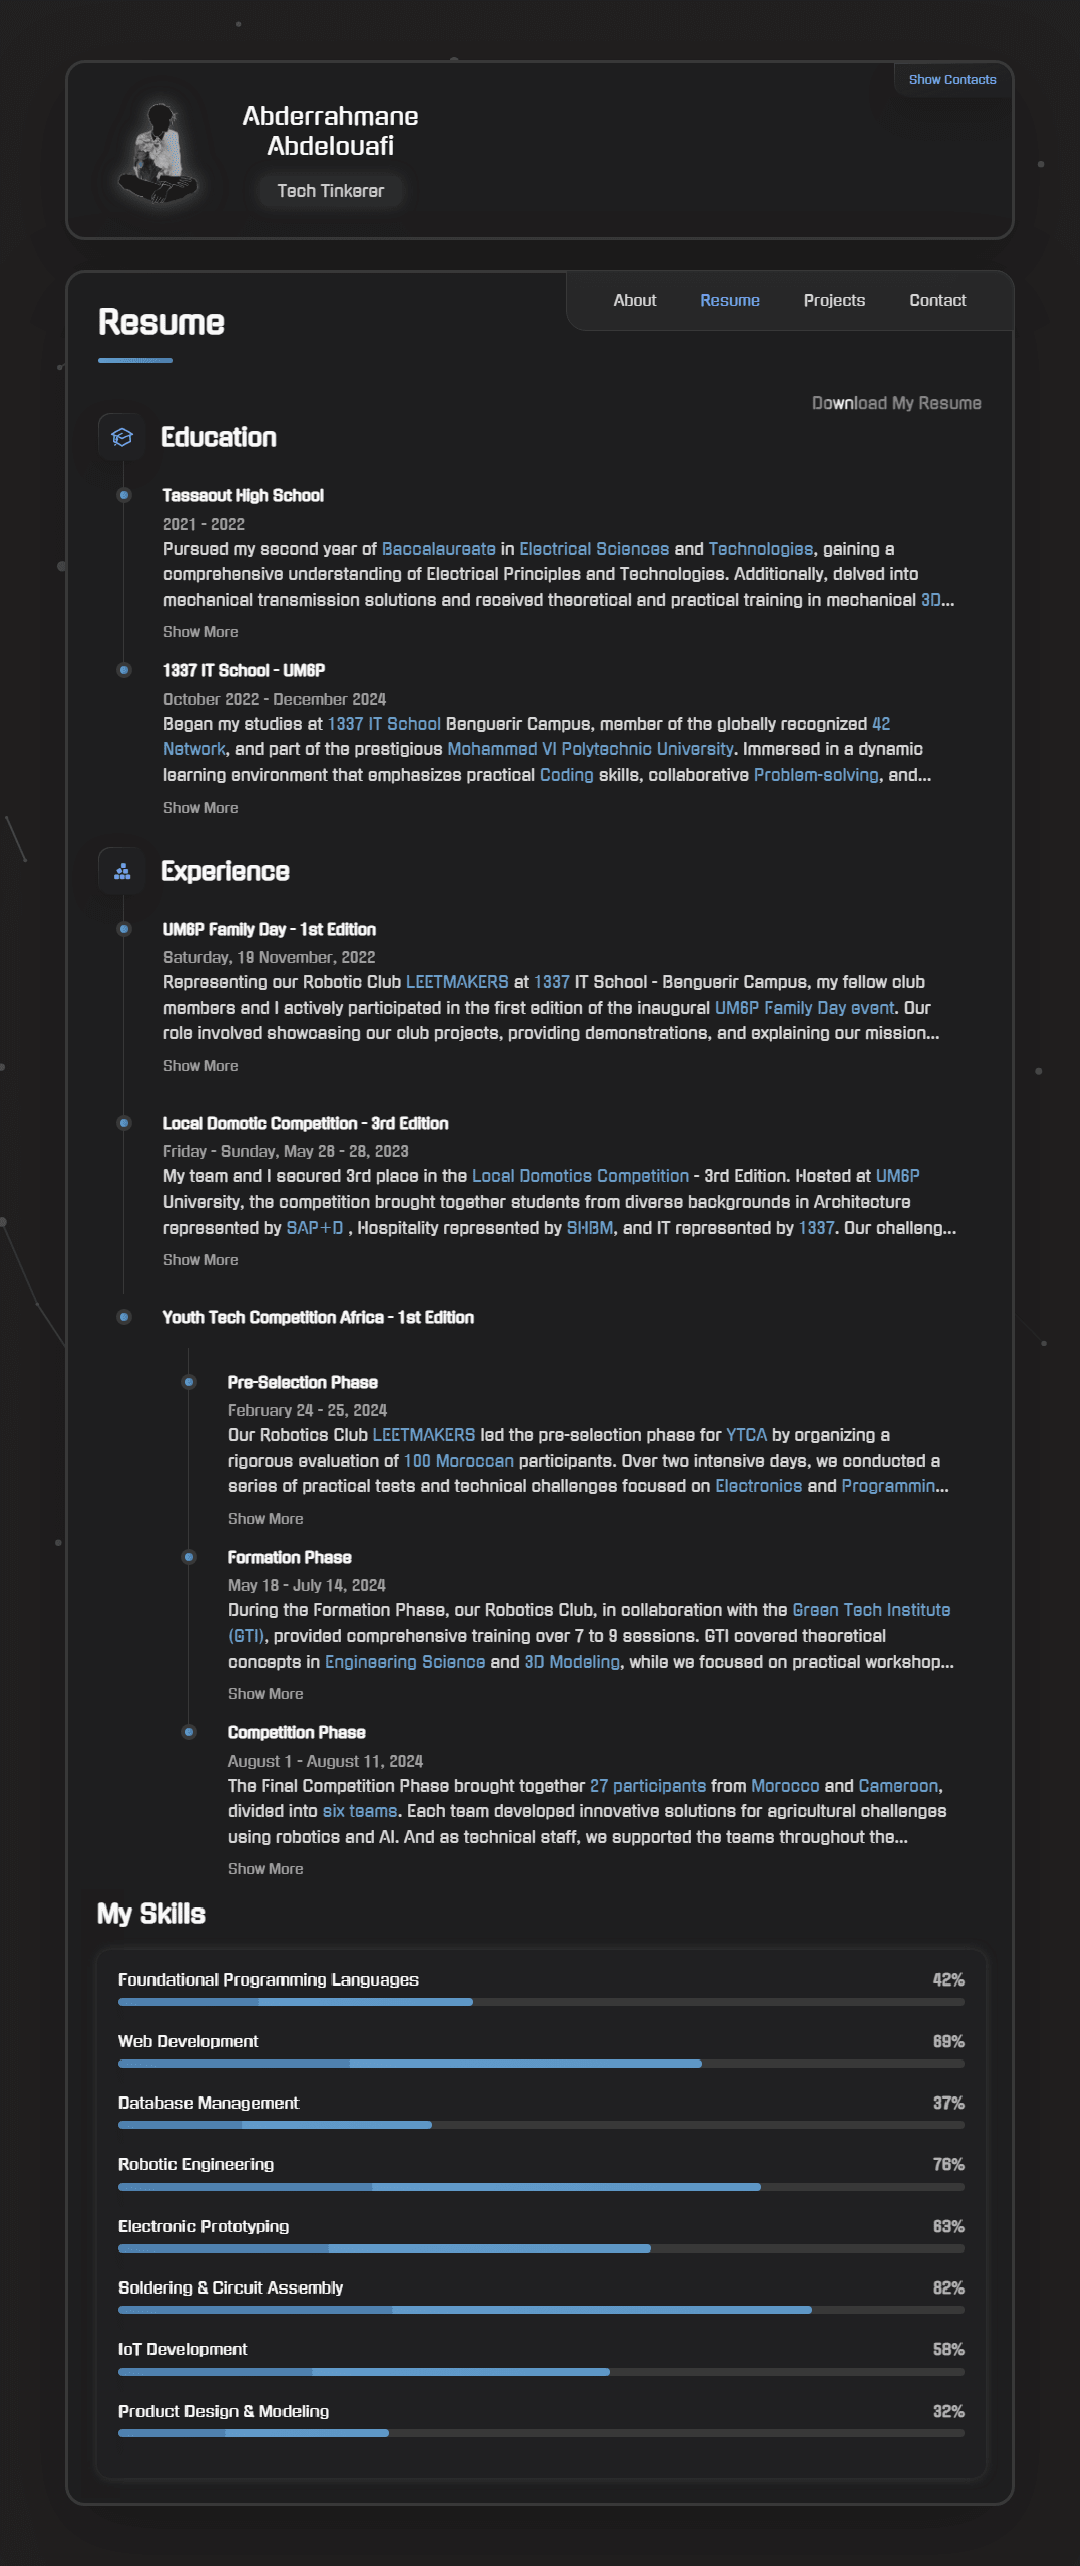 Show Contacts
Abderrahmane
Abdelouafi
Tech Tinkerer
About Resume Projects Contact
Resume
Download My Resume
Education
Tassaout High School
2021 - 2022
Pursued my second year of Baccalaureate in Electrical Sciences and Technologies, gaining a
comprehensive understanding of Electrical Principles and Technologies. Additionally, delved into
mechanical transmission solutions and received theoretical and practical training in mechanical 3D...
Show More
1337 IT School - UM6P
October 2022 - December 2024
Began my studies at 1337 IT School Benguerir Campus, member of the globally recognized 42
Network, and part of the prestigious Mohammed VI Polytechnic University. Immersed in a dynamic
learning environment that emphasizes practical Coding skills, collaborative Problem-solving, and...
Show More
Experience
UM6P Family Day - 1st Edition
Saturday, 19 November, 2022
Representing our Robotic Club LEETMAKERS at 1337 IT School - Benguerir Campus, my fellow club
members and I actively participated in the first edition of the inaugural UM6P Family Day event. Our
role involved showcasing our club projects, providing demonstrations, and explaining our mission...
Show More
Local Domotic Competition - 3rd Edition
Friday - Sunday, May 26 - 28, 2023
My team and I secured 3rd place in the Local Domotics Competition - 3rd Edition. Hosted at UM6P
University, the competition brought together students from diverse backgrounds in Architecture
represented by SAP+D , Hospitality represented by SHBM, and IT represented by 1337. Our challeng...
Show More
Youth Tech Competition Africa - 1st Edition
Pre-Selection Phase
February 24 - 25, 2024
Our Robotics Club LEETMAKERS led the pre-selection phase for YTCA by organizing a
rigorous evaluation of 100 Moroccan participants. Over two intensive days, we conducted a
series of practical tests and technical challenges focused on Electronics and Programmin...
Show More
Formation Phase
May 18 - July 14, 2024
During the Formation Phase, our Robotics Club, in collaboration with the Green Tech Institute
(GTI), provided comprehensive training over 7 to 9 sessions. GTI covered theoretical
concepts in Engineering Science and 3D Modeling, while we focused on practical workshop...
Show More
Competition Phase
August 1 - August 11, 2024
The Final Competition Phase brought together 27 participants from Morocco and Cameroon,
divided into six teams. Each team developed innovative solutions for agricultural challenges
using robotics and AI. And as technical staff, we supported the teams throughout the...
Show More
My Skills
Foundational Programming Languages 42%
Web Development 69%
Database Management 37%
Robotic Engineering 76%
Electronic Prototyping 63%
Soldering & Circuit Assembly 82%
IoT Development 58%
Product Design & Modeling 32%